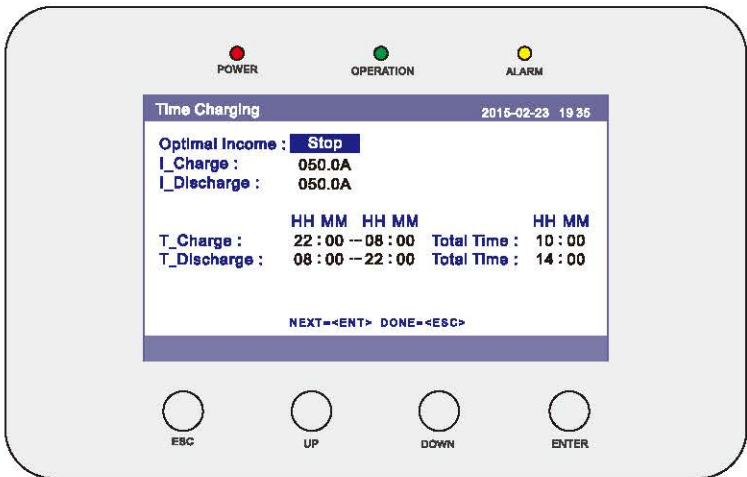 POWER OPERATION ALARM
Time Charging 2015-02-23 19 35
Optimal Income : Stop
I_Charge : 050.0A
I_Discharge : 050.0A
HH MM HH MM HH MM
T_Charge : 22 : 00 -- 08 : 00 Total Time : 10 : 00
T_Discharge : 08 : 00 -- 22 : 00 Total Time : 14 : 00
NEXT=<ENT> DONE=<ESC>
ESC UP DOWN ENTER